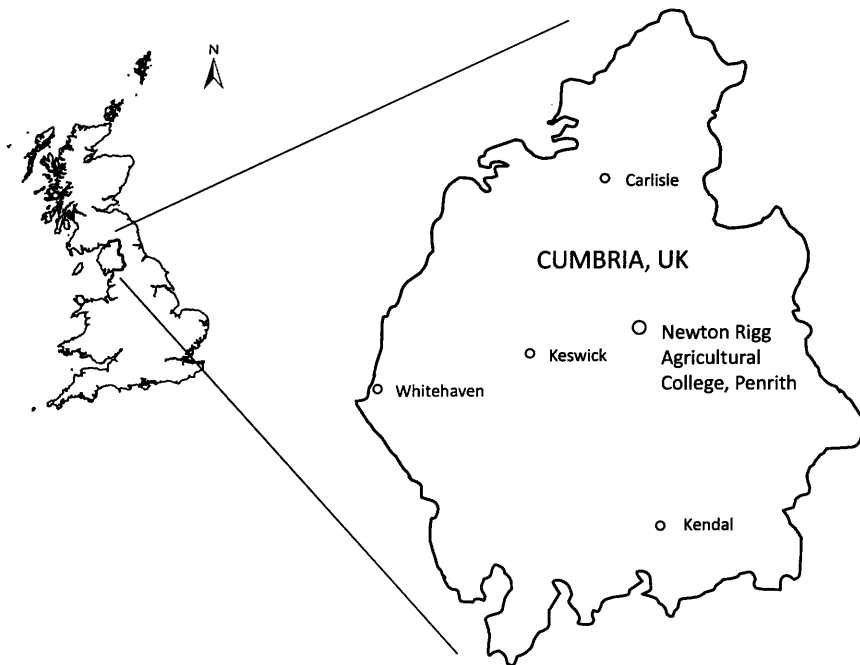 N
Carlisle
CUMBRIA, UK
Newton Rigg
Agricultural
College, Penrith
Keswick
Whitehaven
Kendal